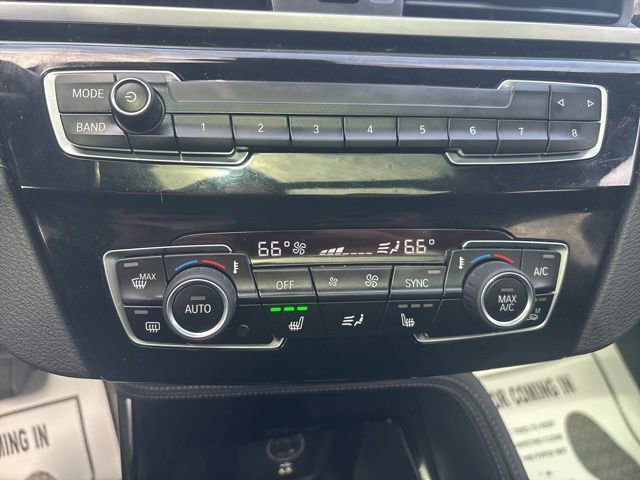 MODE
BAND 1 2 3 4 5 6 7 8
66° 66°
MAX OFF SYNC A/C
AUTO MAX A/C
M
MING IN
R COMING IN